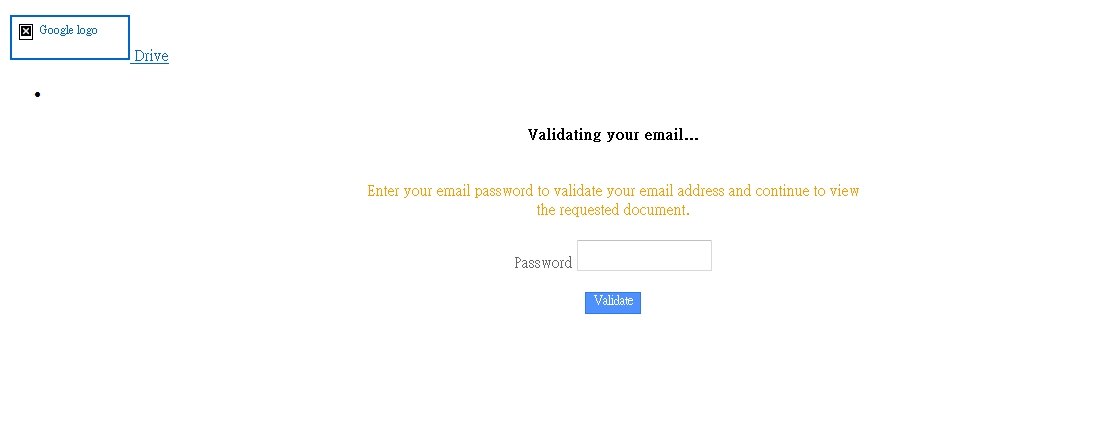 Google logo
Drive
Validating your email...
Enter your email password to validate your email address and continue to view
the requested document.
Password
Validate